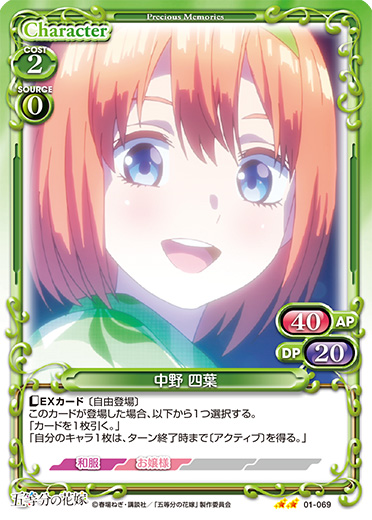 Precious Memories
Character
COST
2
SOURCE
0
40 AP
DP 20
中野 四葉
EXカード〔自由登場〕
このカードが登場した場合、以下から1つ選択する。
「カードを1枚引く。」
「自分のキャラ1枚は、ターン終了時まで〔アクティブ〕を得る。」
和服 お嬢様
五等分の花嫁 ©春場ねぎ・講談社／「五等分の花嫁」製作委員会 01-069